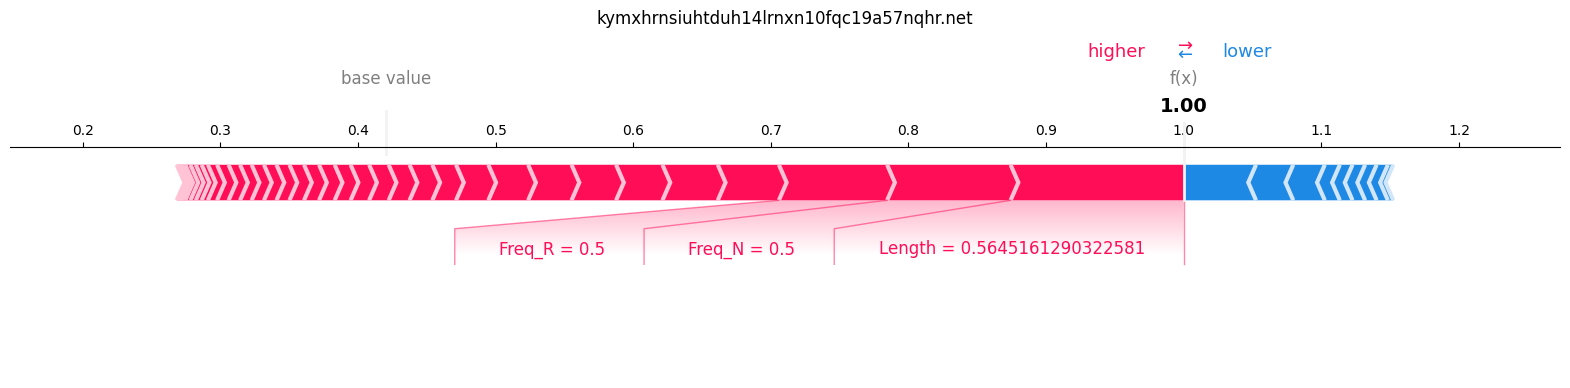 kymxhrnsiuhtduh14lrnxn10fqc19a57nqhr.net
higher ⇄ lower
base value f(x)
1.00
0.2 0.3 0.4 0.5 0.6 0.7 0.8 0.9 1.0 1.1 1.2
Freq_R = 0.5 Freq_N = 0.5 Length = 0.5645161290322581